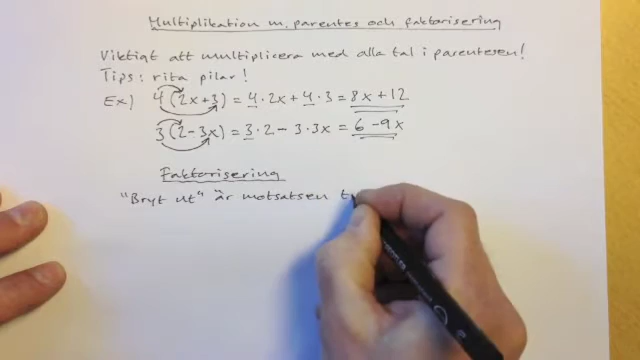 Multiplikation m. parentes och faktorisering
Viktigt att multiplicera med alla tal i parentesen!
Tips: rita pilar!
Ex) 4(2x+3) = 4·2x + 4·3 = 8x+12
3(2-3x) = 3·2 - 3·3x = 6-9x
Faktorisering
"Bryt ut" är motsatsen t